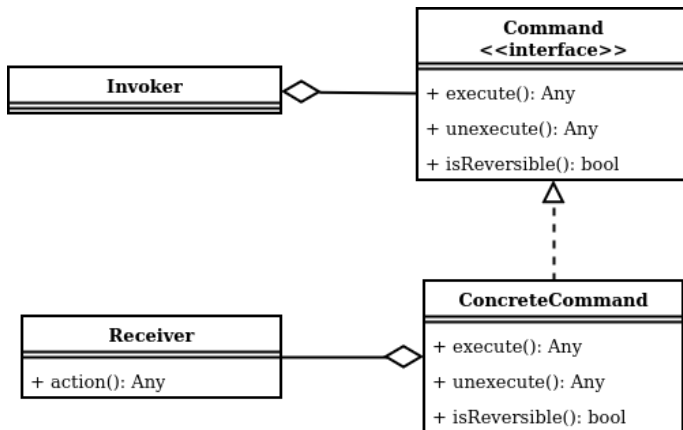 Command
<<interface>>
Invoker
+ execute(): Any
+ unexecute(): Any
+ isReversible(): bool
ConcreteCommand
Receiver
+ execute(): Any
+ action(): Any
+ unexecute(): Any
+ isReversible(): bool